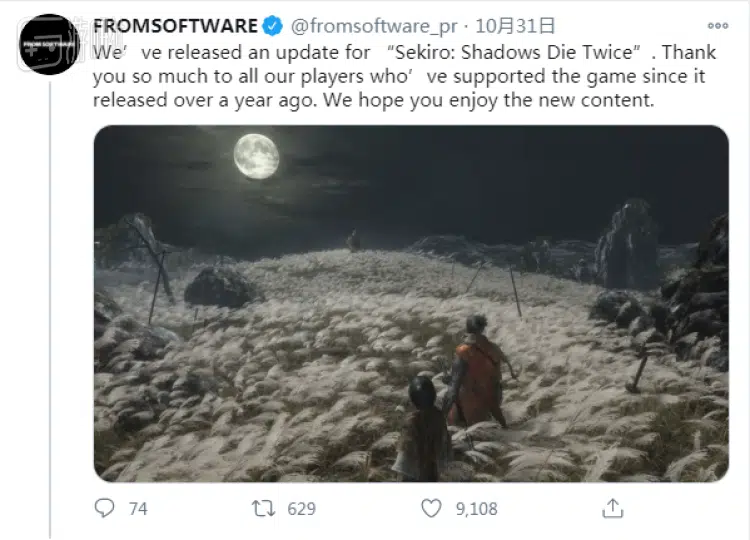 FROMSOFTWARE @fromsoftware_pr · 10月31日
FROM SOFTWARE
We’ve released an update for “Sekiro: Shadows Die Twice”. Thank
you so much to all our players who’ve supported the game since it
released over a year ago. We hope you enjoy the new content.
74 629 9,108